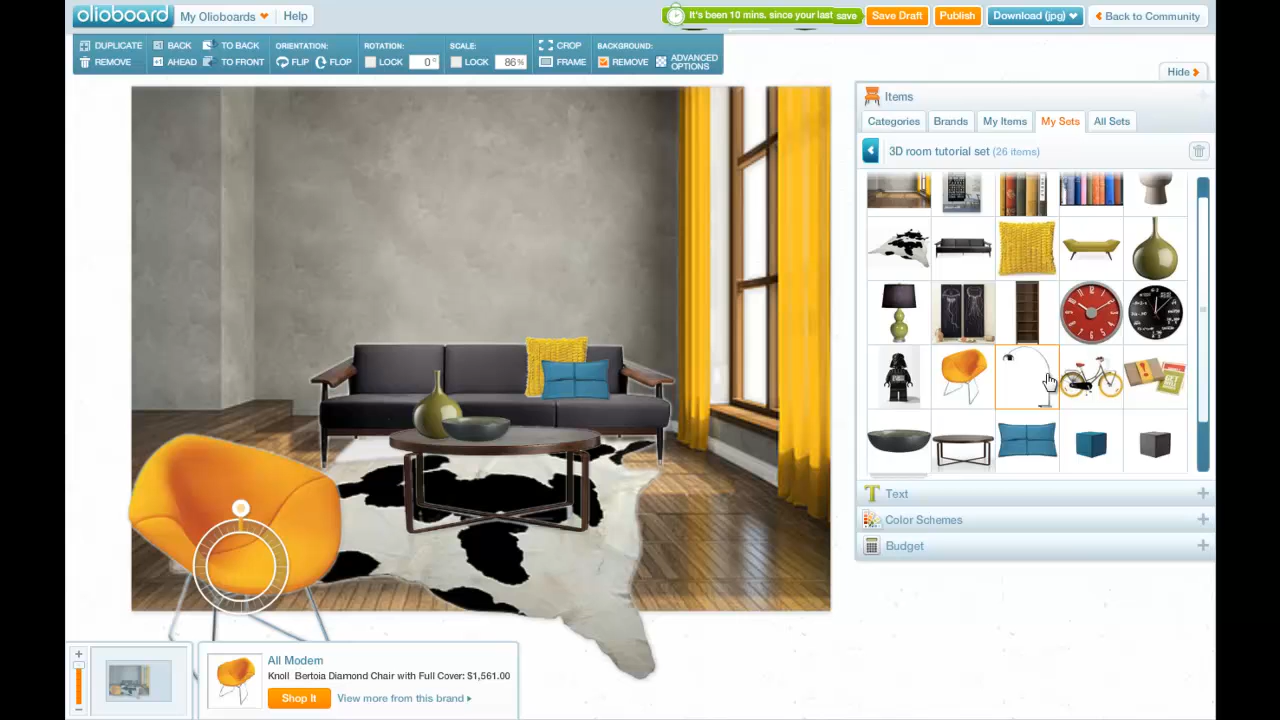 olioboard My Olioboards Help It's been 10 mins. since your last save Save Draft Publish Download (jpg) Back to Community
DUPLICATE BACK TO BACK ORIENTATION: ROTATION: SCALE: CROP BACKGROUND: ADVANCED OPTIONS
REMOVE AHEAD TO FRONT FLIP FLOP LOCK 0° LOCK 86% FRAME REMOVE
Hide
Items
Categories Brands My Items My Sets All Sets
3D room tutorial set (26 items)
Text
Color Schemes
Budget
All Modern
Knoll Bertoia Diamond Chair with Full Cover: $1,561.00
Shop It View more from this brand